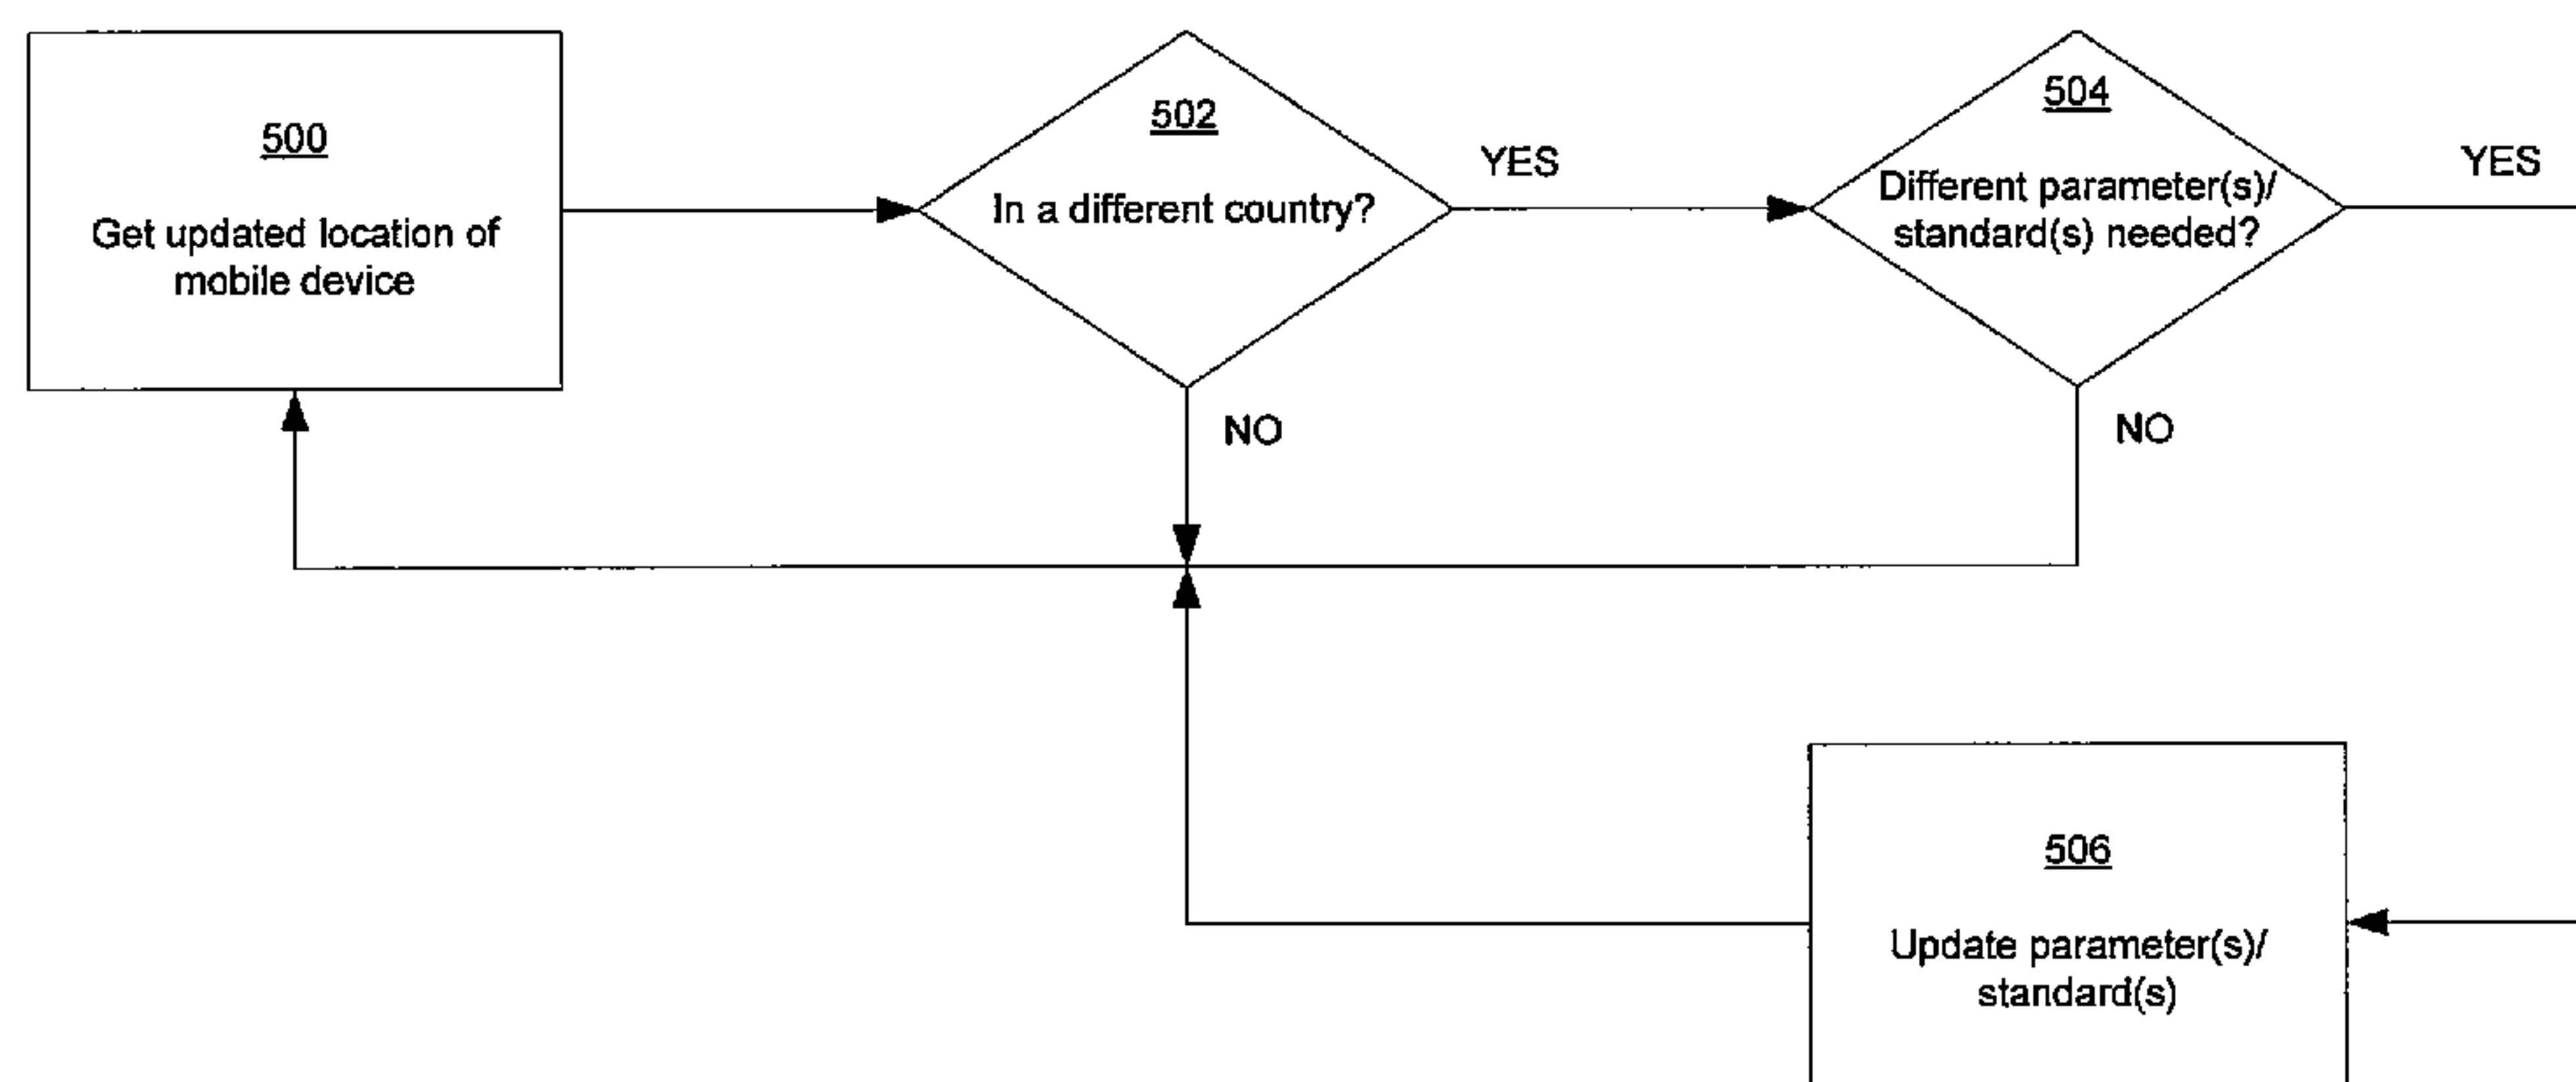 500
Get updated location of
mobile device
502
In a different country?
YES
NO
504
Different parameter(s)/
standard(s) needed?
YES
NO
506
Update parameter(s)/
standard(s)